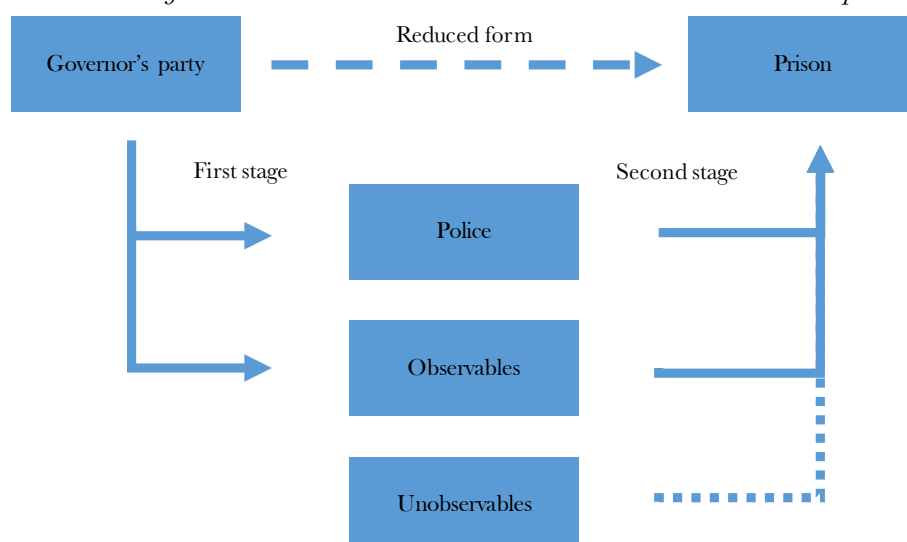 Reduced form
Governor's party
Prison
First stage
Second stage
Police
Observables
Unobservables